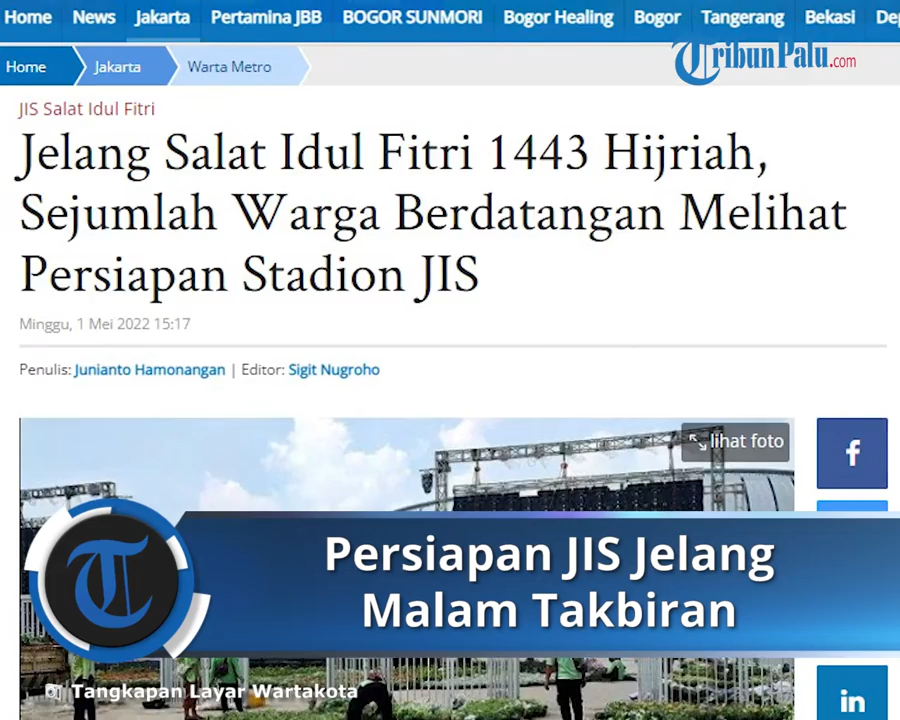 Home News Jakarta Pertamina JBB BOGOR SUNMORI Bogor Healing Bogor Tangerang Bekasi
Home Jakarta Warta Metro
TribunPalu.com
JIS Salat Idul Fitri
Jelang Salat Idul Fitri 1443 Hijriah,
Sejumlah Warga Berdatangan Melihat
Persiapan Stadion JIS
Minggu, 1 Mei 2022 15:17
Penulis: Junianto Hamonangan | Editor: Sigit Nugroho
lihat foto
f
T
Persiapan JIS Jelang
Malam Takbiran
Tangkapan Layar Wartakota
in